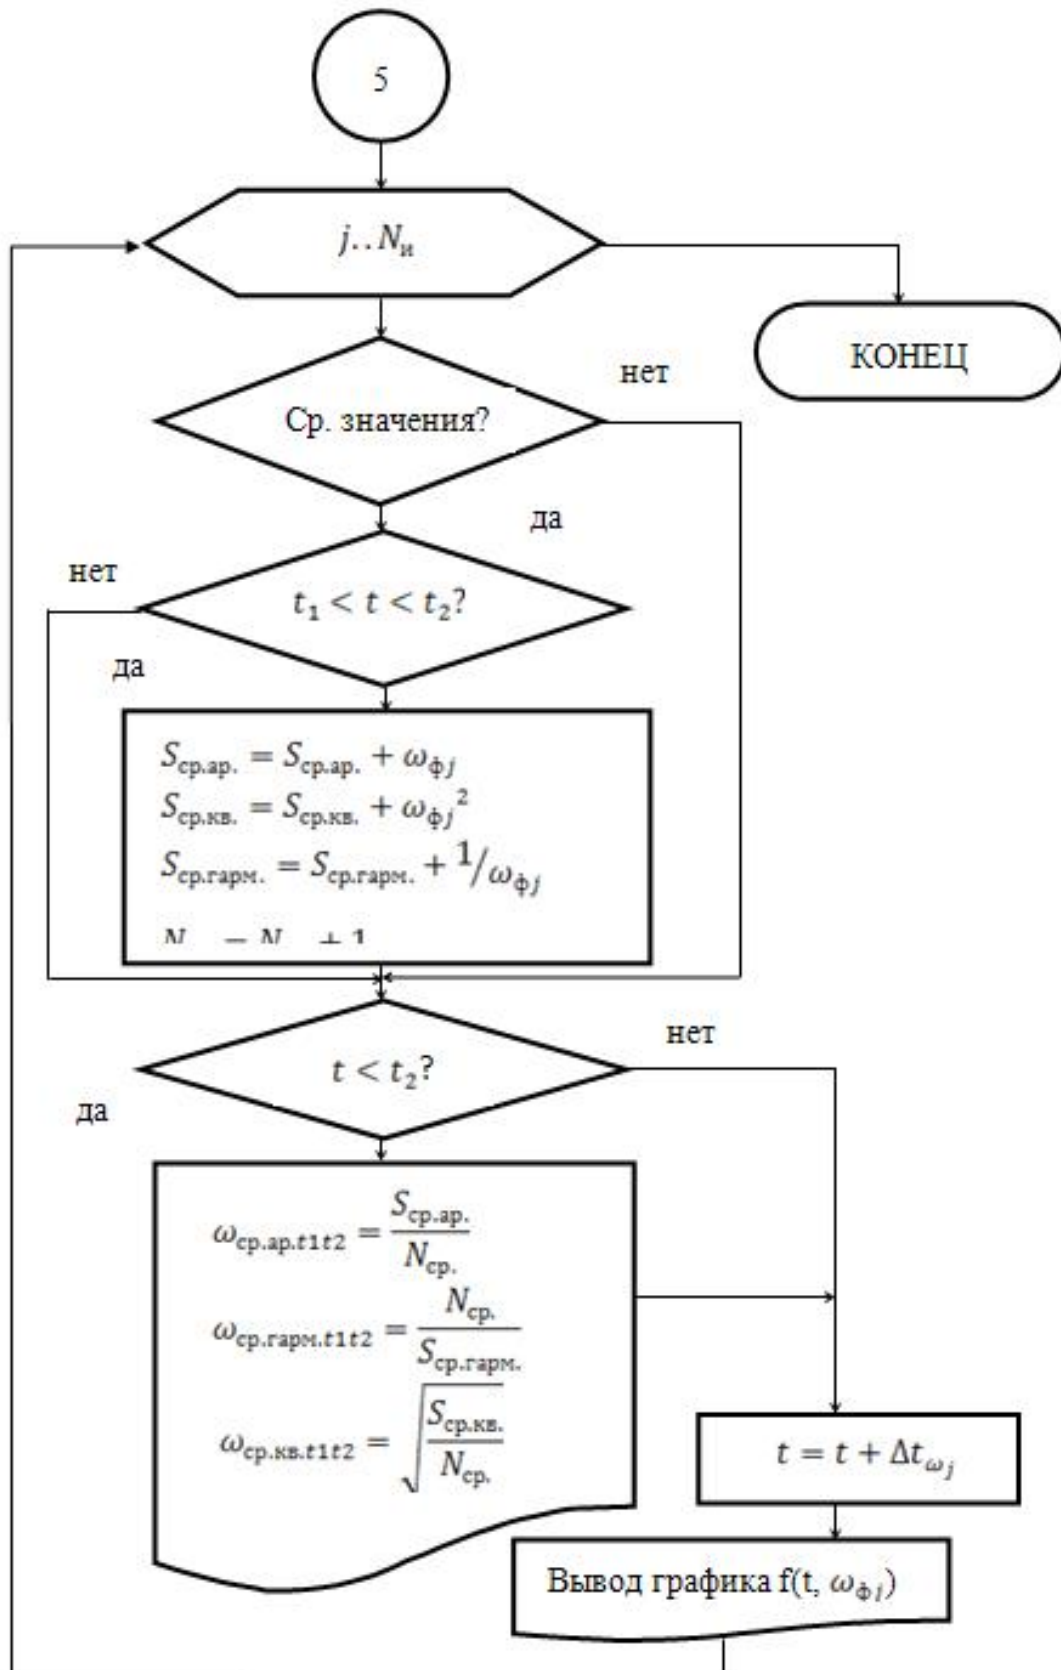 5
j..Nи
КОНЕЦ
нет
Ср. значения?
да
нет
t₁ < t < t₂?
да
Sср.ар. = Sср.ар. + ωфj
Sср.кв. = Sср.кв. + ωфj²
Sср.гарм. = Sср.гарм. + 1/ωфj
нет
t < t₂?
да
ωср.ар.t1t2 = Sср.ар./Nср.
ωср.гарм.t1t2 = Nср./Sср.гарм.
ωср.кв.t1t2 = √(Sср.кв./Nср.)
t = t + Δtωj
Вывод графика f(t, ωфj)